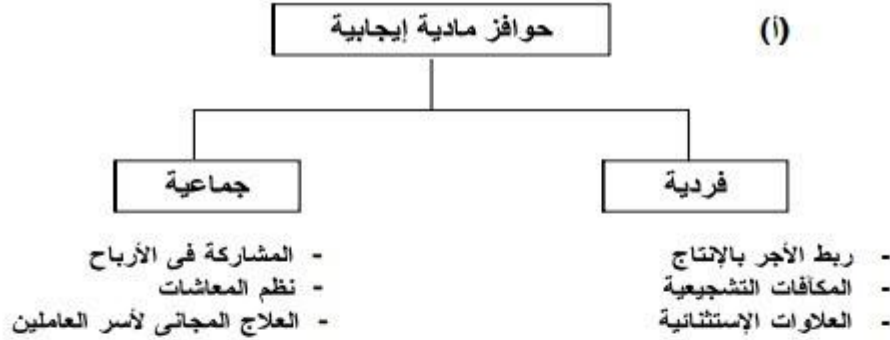 (أ)
حوافز مادية إيجابية
فردية
- ربط الأجر بالإنتاج
- المكآفات التشجيعية
- العلاوات الإستثنائية
جماعية
- المشاركة فى الأرباح
- نظم المعاشات
- العلاج المجانى لأسر العاملين